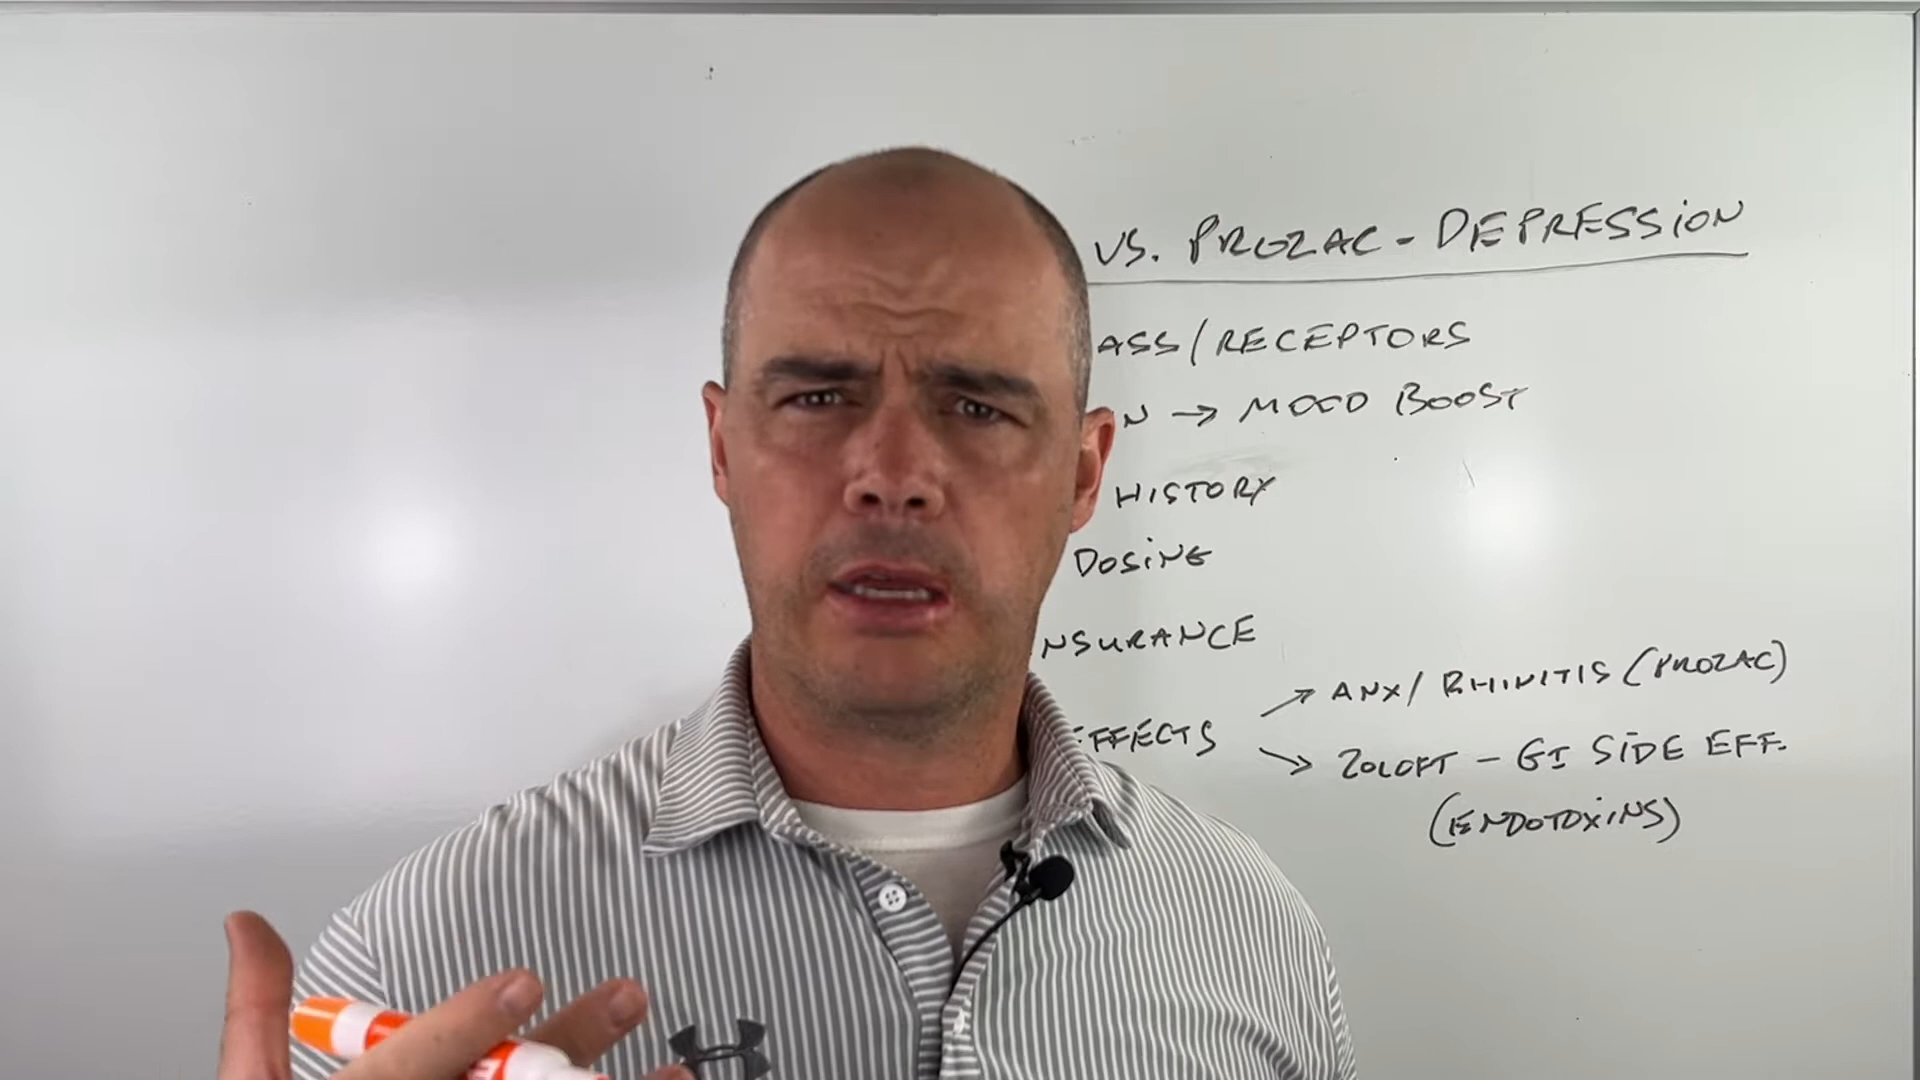 VS. PROZAC - DEPRESSION
ASS/RECEPTORS
N → MOOD BOOST
HISTORY
DOSING
NSURANCE
EFFECTS
ANX/RHINITIS (PROZAC)
ZOLOFT - GI SIDE EFF.
(ENDOTOXINS)